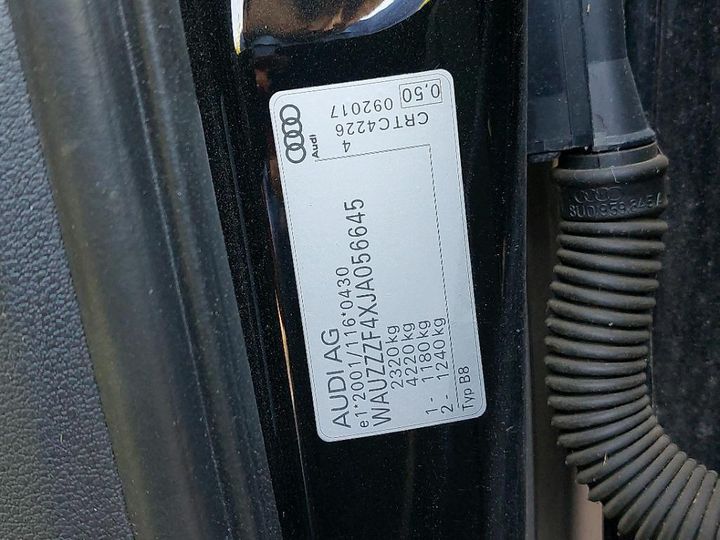 AUDI AG
e1*2001/116*0430
WAUZZZF4XJA056645
2320kg
4220kg
1- 1180kg
2- 1240kg
Typ B8
Audi
4
CRTC4226
092017
0,50